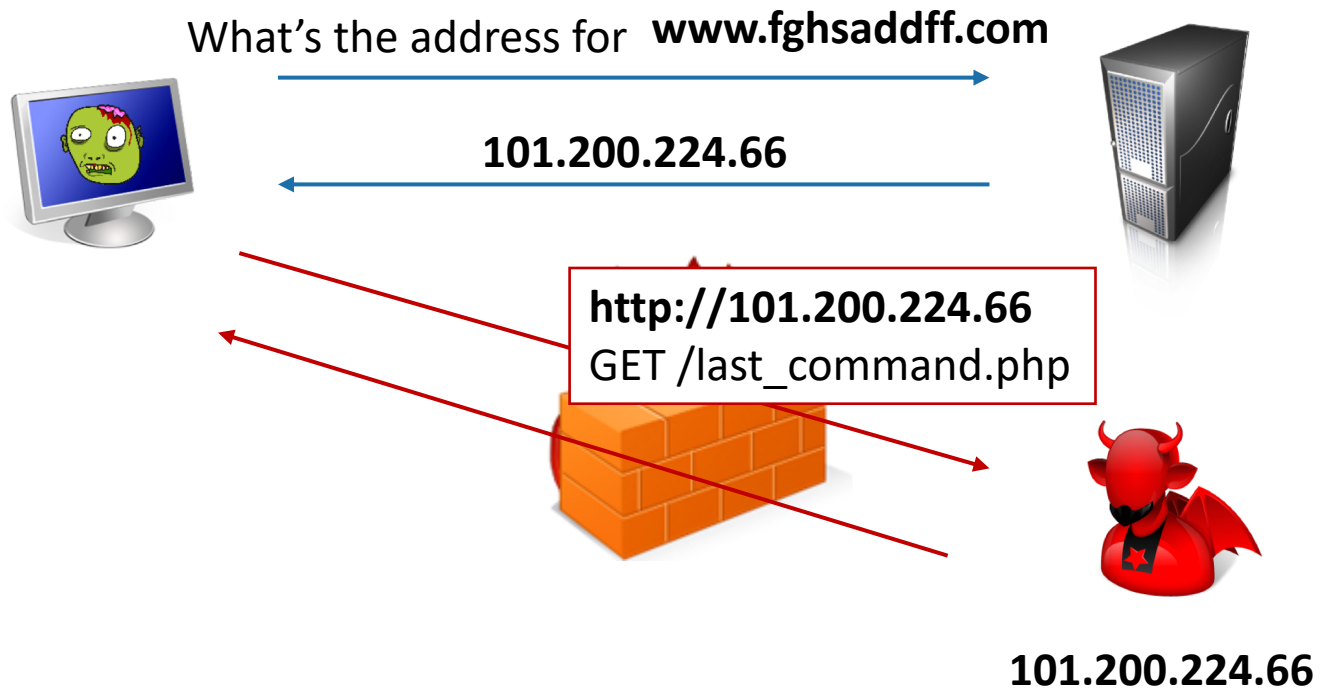 What’s the address for www.fghsaddff.com
101.200.224.66
http://101.200.224.66
GET /last_command.php
101.200.224.66